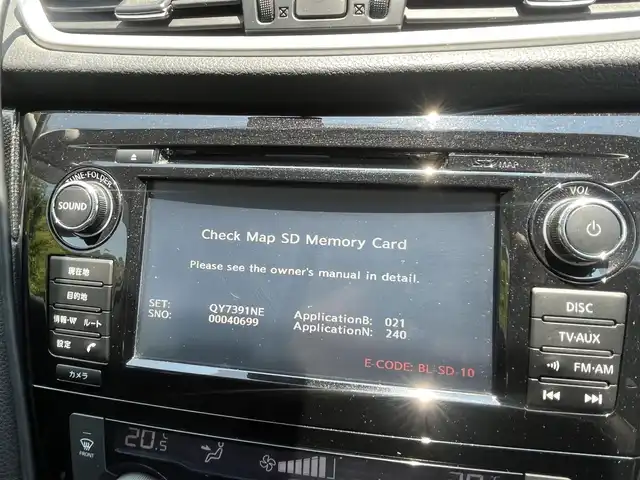 TUNE·FOLDER
SOUND
VOL
Check Map SD Memory Card
Please see the owner's manual in detail.
SET: QY7391NE ApplicationB: 021
SNO: 00040699 ApplicationN: 240
E-CODE: BL-SD-10
現在地
目的地
情報・VV ルート
設定
カメラ
DISC
TV·AUX
FM·AM
20.5
FRONT